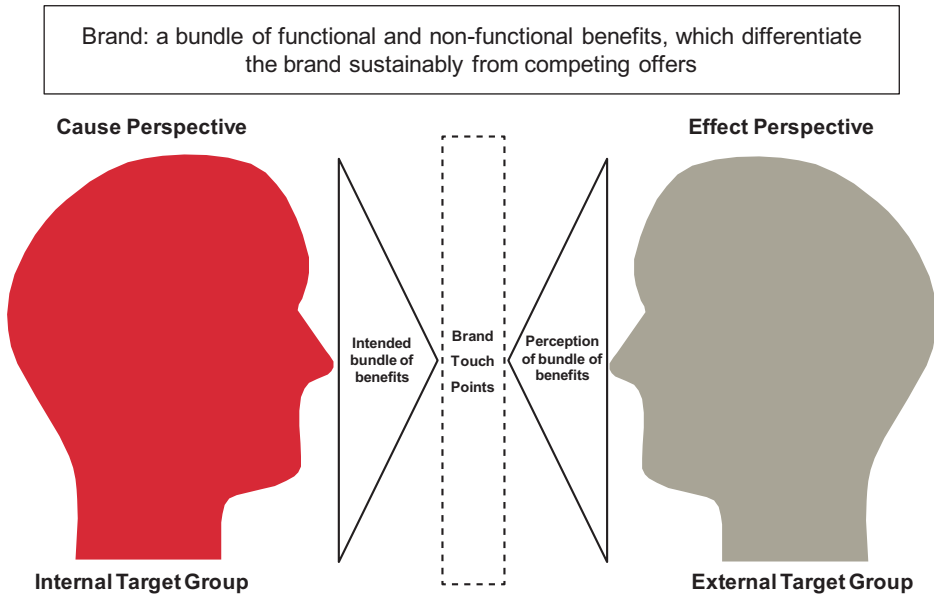 Brand: a bundle of functional and non-functional benefits, which differentiate
the brand sustainably from competing offers
Cause Perspective
Effect Perspective
Intended
bundle of
benefits
Brand
Touch
Points
Perception
of bundle of
benefits
Internal Target Group
External Target Group